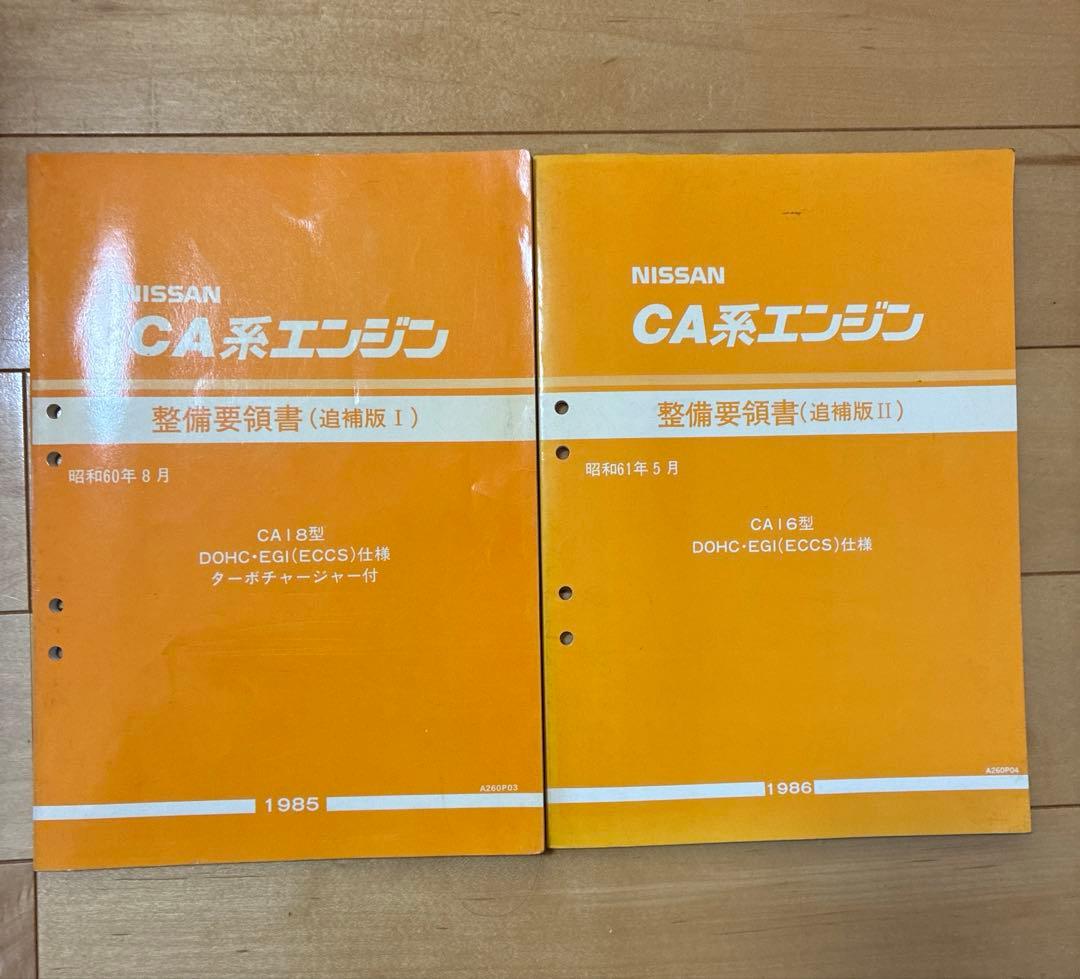 NISSAN
CA系エンジン
整備要領書(追補版Ⅰ)
昭和60年8月
CA18型
DOHC・EGI(ECCS)仕様
ターボチャージャー付
A260P03
1985
NISSAN
CA系エンジン
整備要領書(追補版Ⅱ)
昭和61年5月
CA16型
DOHC・EGI(ECCS)仕様
A260P04
1986